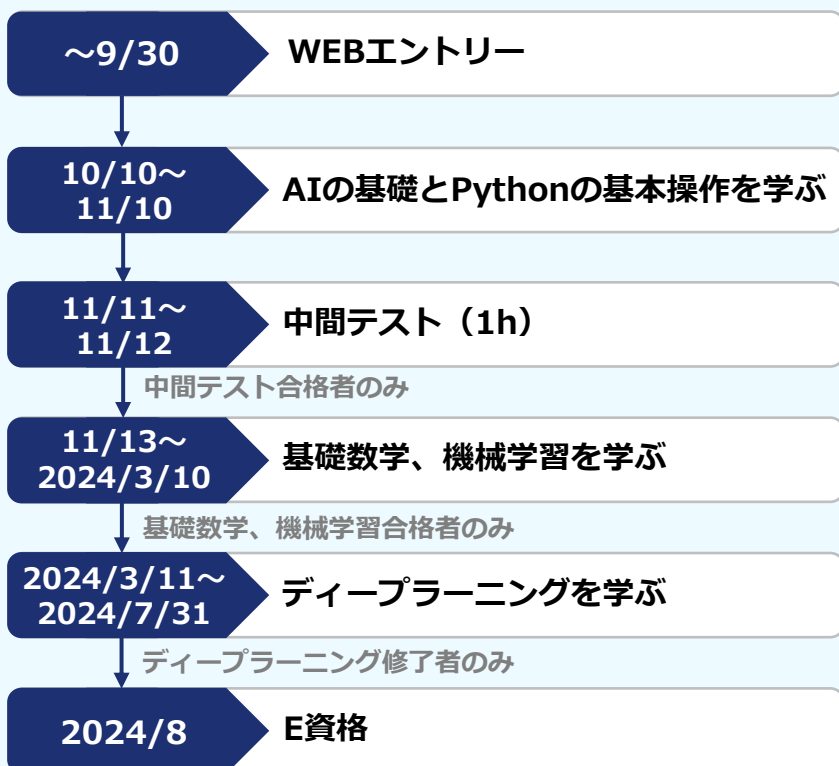 ～9/30
WEBエントリー
10/10～
11/10
AIの基礎とPythonの基本操作を学ぶ
11/11～
11/12
中間テスト（1h）
中間テスト合格者のみ
11/13～
2024/3/10
基礎数学、機械学習を学ぶ
基礎数学、機械学習合格者のみ
2024/3/11～
2024/7/31
ディープラーニングを学ぶ
ディープラーニング修了者のみ
2024/8
E資格